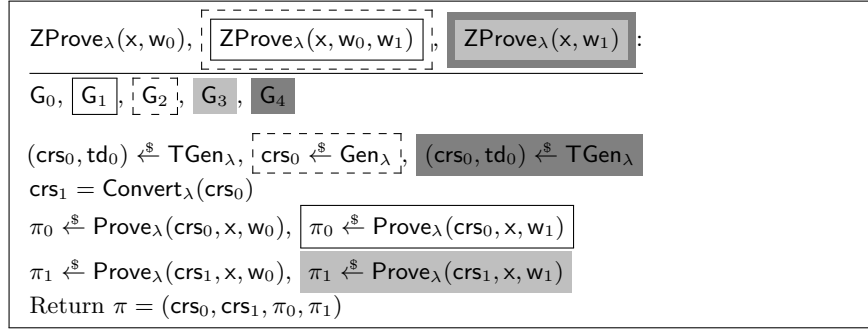 ZProve_λ(x, w_0), ZProve_λ(x, w_0, w_1), ZProve_λ(x, w_1) :
G_0, G_1, G_2, G_3, G_4
(crs_0, td_0) ←$ TGen_λ, crs_0 ←$ Gen_λ, (crs_0, td_0) ←$ TGen_λ
crs_1 = Convert_λ(crs_0)
π_0 ←$ Prove_λ(crs_0, x, w_0), π_0 ←$ Prove_λ(crs_0, x, w_1)
π_1 ←$ Prove_λ(crs_1, x, w_0), π_1 ←$ Prove_λ(crs_1, x, w_1)
Return π = (crs_0, crs_1, π_0, π_1)